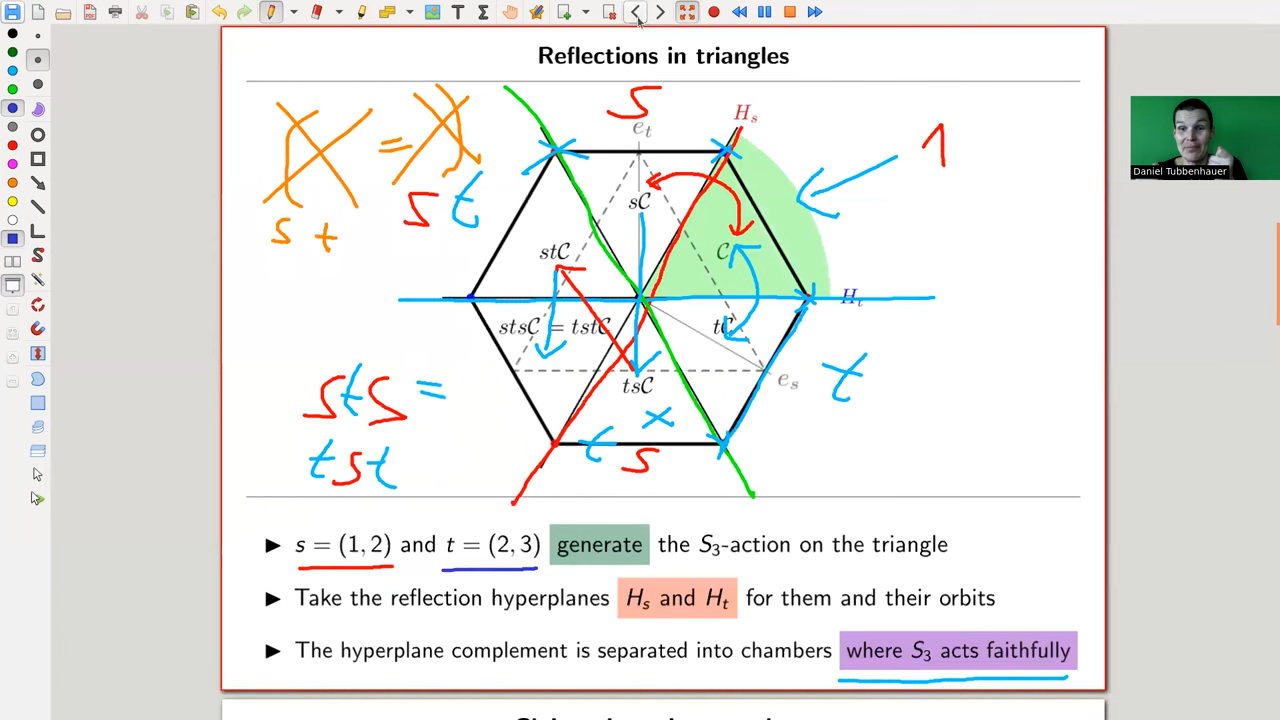 Reflections in triangles
S
e_t
H_s
1
=
s t
s t
sC
stC
C
H_t
stsC = tstC
tC
tsC
e_s
t
sts =
tst
x
t s
► s = (1, 2) and t = (2, 3) generate the S_3-action on the triangle
► Take the reflection hyperplanes H_s and H_t for them and their orbits
► The hyperplane complement is separated into chambers where S_3 acts faithfully
Daniel Tubbenhauer